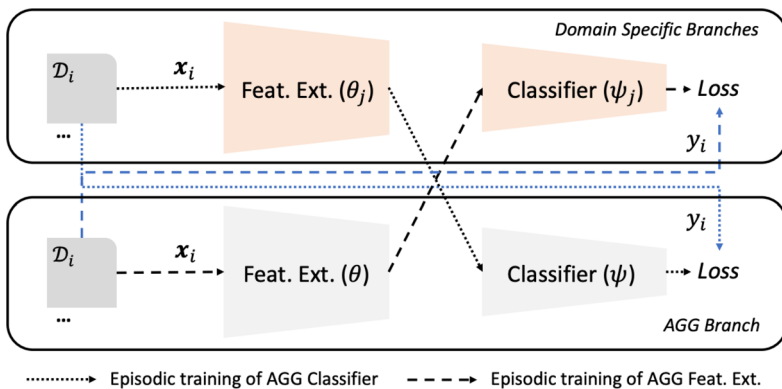 Domain Specific Branches
𝒟ᵢ
𝒙ᵢ
Feat. Ext. (θⱼ)
Classifier (ψⱼ)
Loss
...
yᵢ
𝒟ᵢ
𝒙ᵢ
Feat. Ext. (θ)
Classifier (ψ)
yᵢ
Loss
...
AGG Branch
Episodic training of AGG Classifier
Episodic training of AGG Feat. Ext.